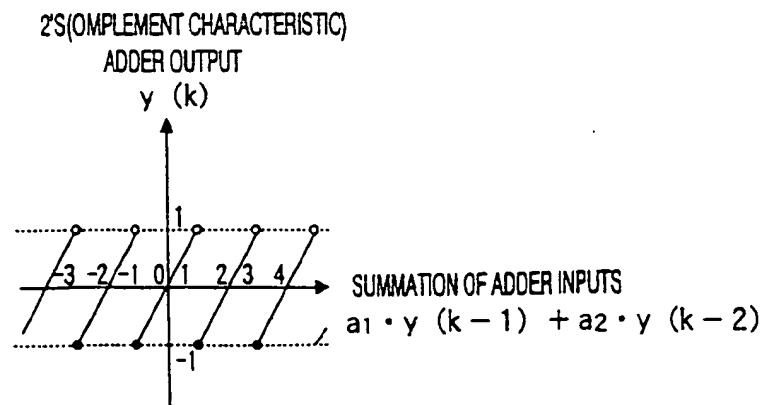 2'S(OMPLEMENT CHARACTERISTIC)
ADDER OUTPUT
y (k)
1
-3 -2 -1 0 1 2 3 4
SUMMATION OF ADDER INPUTS
a1・y (k-1) + a2・y (k-2)
-1